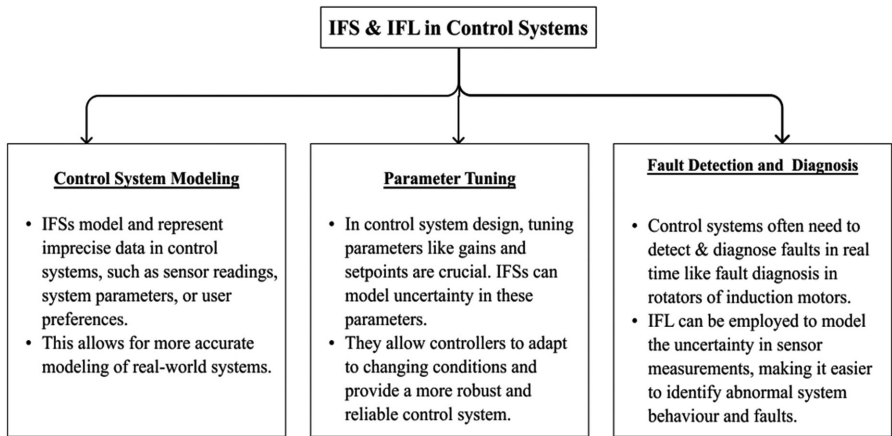 IFS & IFL in Control Systems
Control System Modeling
• IFSs model and represent
imprecise data in control
systems, such as sensor readings,
system parameters, or user
preferences.
• This allows for more accurate
modeling of real-world systems.
Parameter Tuning
• In control system design, tuning
parameters like gains and
setpoints are crucial. IFSs can
model uncertainty in these
parameters.
• They allow controllers to adapt
to changing conditions and
provide a more robust and
reliable control system.
Fault Detection and Diagnosis
• Control systems often need to
detect & diagnose faults in real
time like fault diagnosis in
rotators of induction motors.
• IFL can be employed to model
the uncertainty in sensor
measurements, making it easier
to identify abnormal system
behaviour and faults.